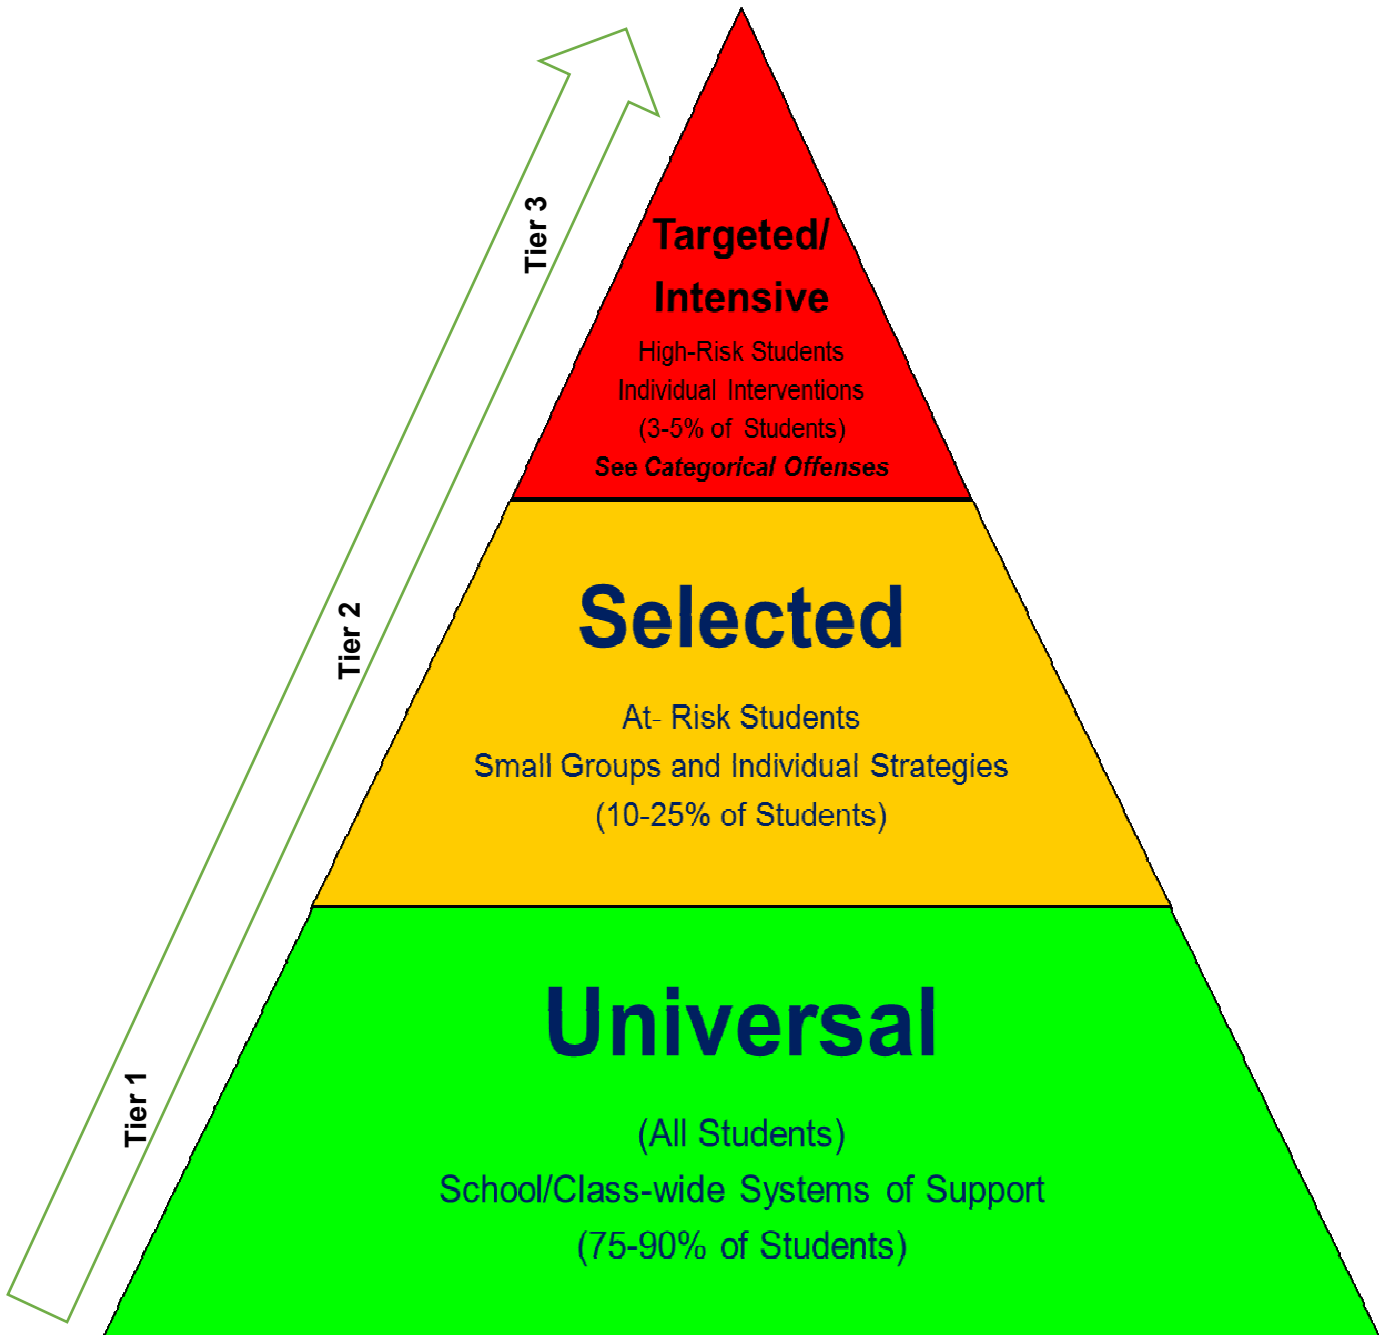 Tier 3
Targeted/
Intensive
High-Risk Students
Individual Interventions
(3-5% of Students)
See Categorical Offenses
Tier 2
Selected
At- Risk Students
Small Groups and Individual Strategies
(10-25% of Students)
Tier 1
Universal
(All Students)
School/Class-wide Systems of Support
(75-90% of Students)